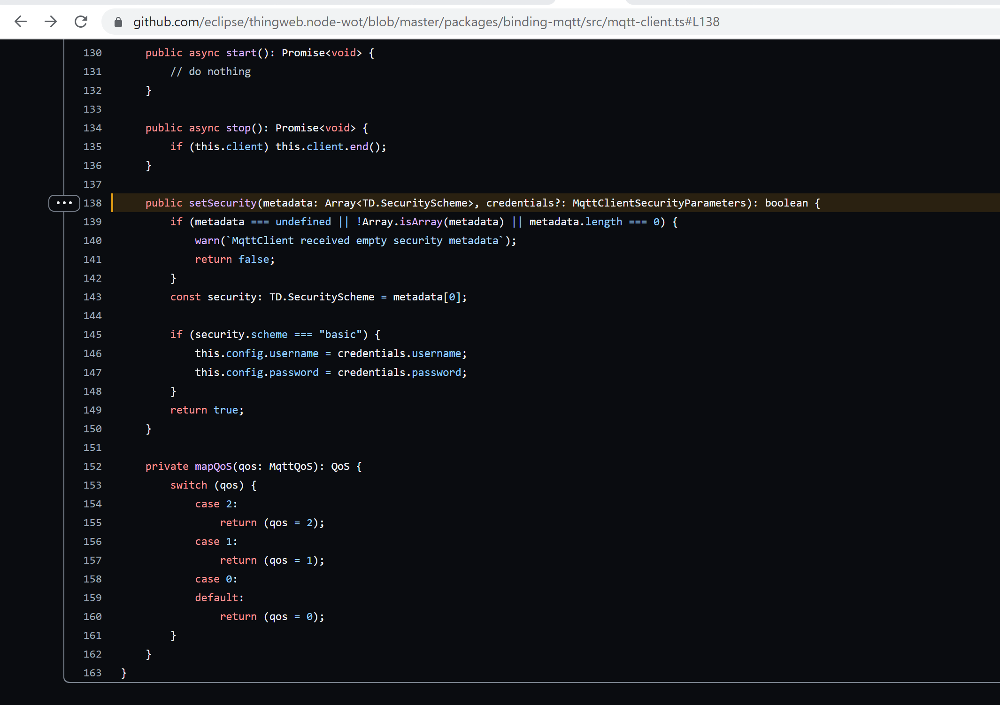 github.com/eclipse/thingweb.node-wot/blob/master/packages/binding-mqtt/src/mqtt-client.ts#L138
130 public async start(): Promise<void> {
131 // do nothing
132 }
133
134 public async stop(): Promise<void> {
135 if (this.client) this.client.end();
136 }
137
138 public setSecurity(metadata: Array<TD.SecurityScheme>, credentials?: MqttClientSecurityParameters): boolean {
139 if (metadata === undefined || !Array.isArray(metadata) || metadata.length === 0) {
140 warn(`MqttClient received empty security metadata`);
141 return false;
142 }
143 const security: TD.SecurityScheme = metadata[0];
144
145 if (security.scheme === "basic") {
146 this.config.username = credentials.username;
147 this.config.password = credentials.password;
148 }
149 return true;
150 }
151
152 private mapQoS(qos: MqttQoS): QoS {
153 switch (qos) {
154 case 2:
155 return (qos = 2);
156 case 1:
157 return (qos = 1);
158 case 0:
159 default:
160 return (qos = 0);
161 }
162 }
163 }